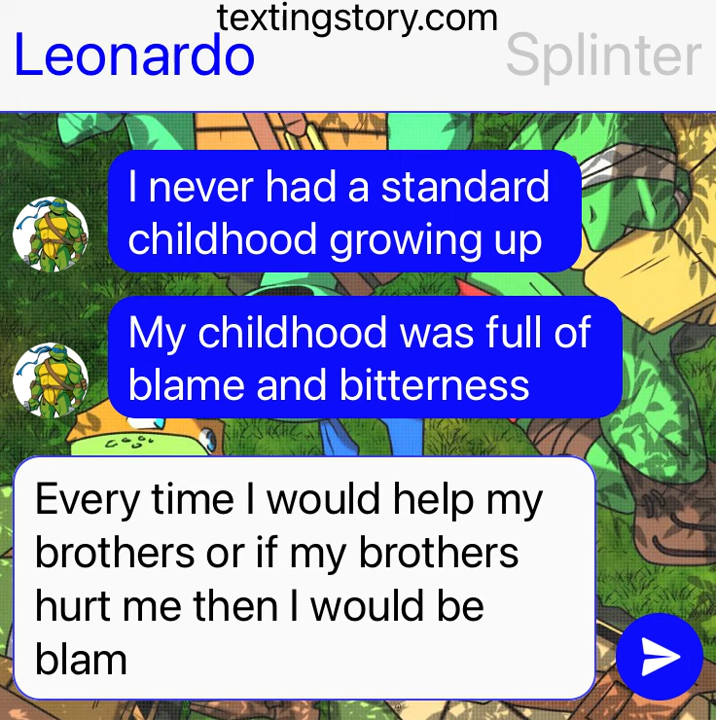 textingstory.com
Leonardo
Splinter
I never had a standard
childhood growing up
My childhood was full of
blame and bitterness
Every time I would help my
brothers or if my brothers
hurt me then I would be
blam